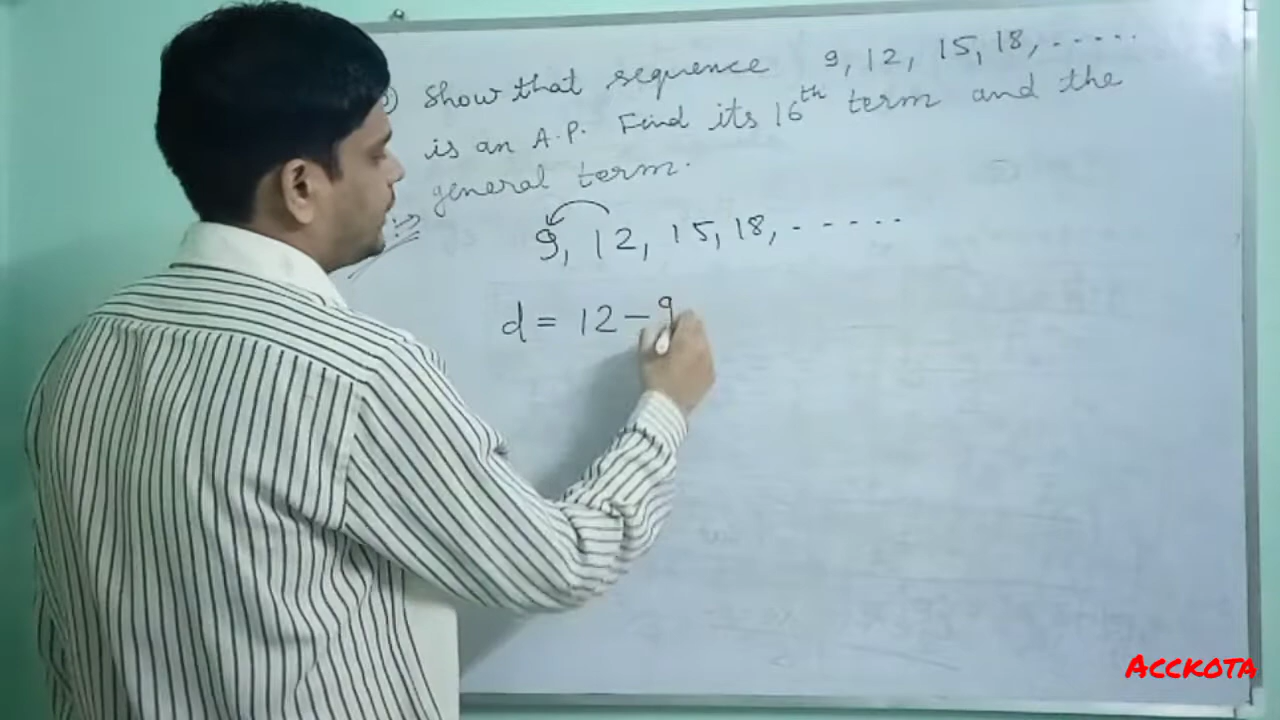 ) Show that sequence 9, 12, 15, 18, .....
is an A.P. Find its 16th term and the
general term.
:⇒
9, 12, 15, 18, ......
d = 12 - 9
ACCKOTA